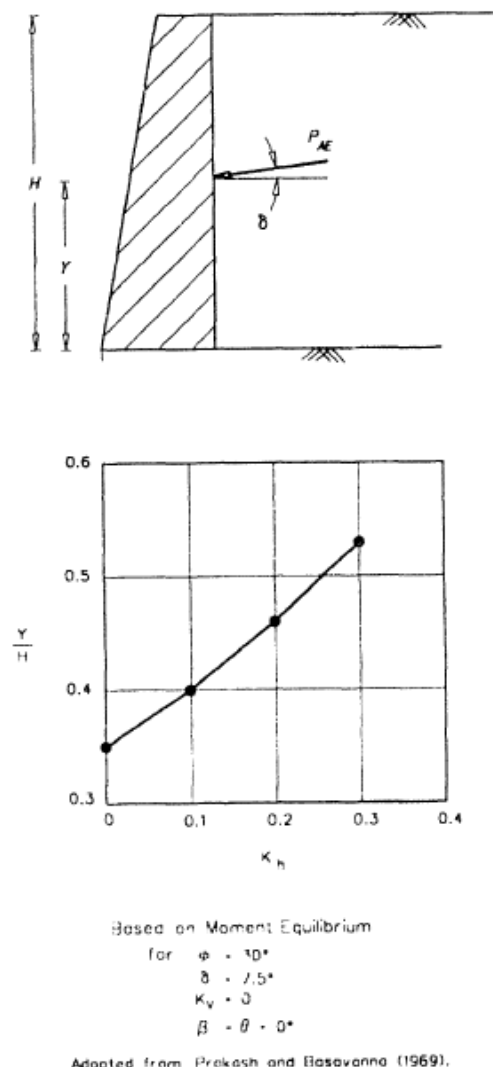 P_AE
H
Y
δ
0.6
0.5
Y
H
0.4
0.3
0 0.1 0.2 0.3 0.4
K_h
Based on Moment Equilibrium
for φ = 30°
δ = 7.5°
K_v = 0
β = θ = 0°
Adapted from Prakash and Basavanna (1969).